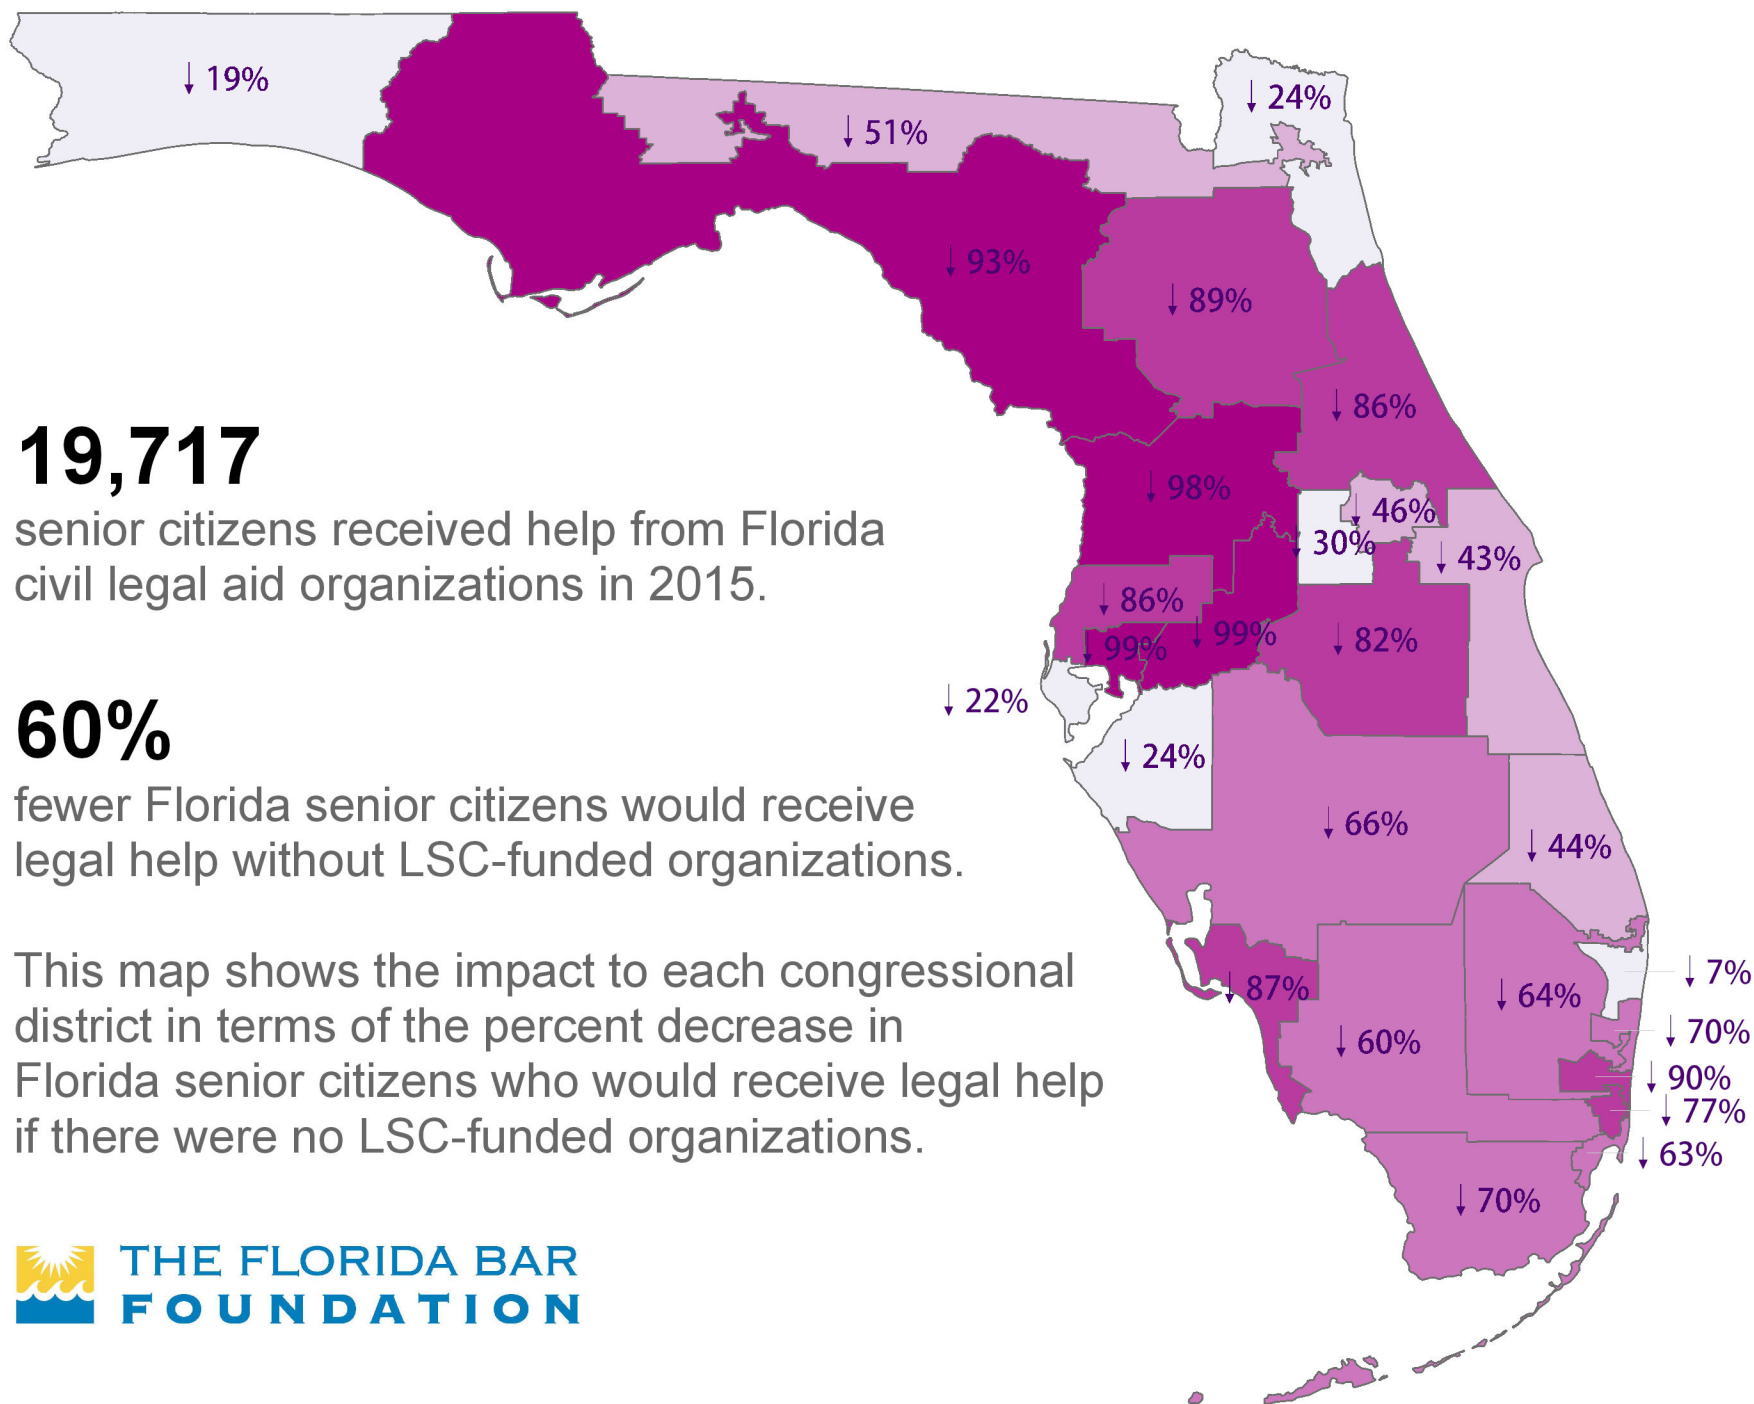 ↓ 19%
↓ 24%
↓ 51%
↓ 93%
↓ 89%
↓ 86%
19,717
senior citizens received help from Florida
civil legal aid organizations in 2015.
↓ 98%
↓ 46%
↓ 30%
↓ 43%
↓ 86%
↓ 99%
↓ 99%
↓ 82%
↓ 22%
60%
fewer Florida senior citizens would receive
legal help without LSC-funded organizations.
↓ 24%
↓ 66%
↓ 44%
This map shows the impact to each congressional
district in terms of the percent decrease in
Florida senior citizens who would receive legal help
if there were no LSC-funded organizations.
↓ 87%
↓ 64%
↓ 7%
↓ 60%
↓ 70%
↓ 90%
↓ 77%
↓ 63%
↓ 70%
THE FLORIDA BAR
FOUNDATION